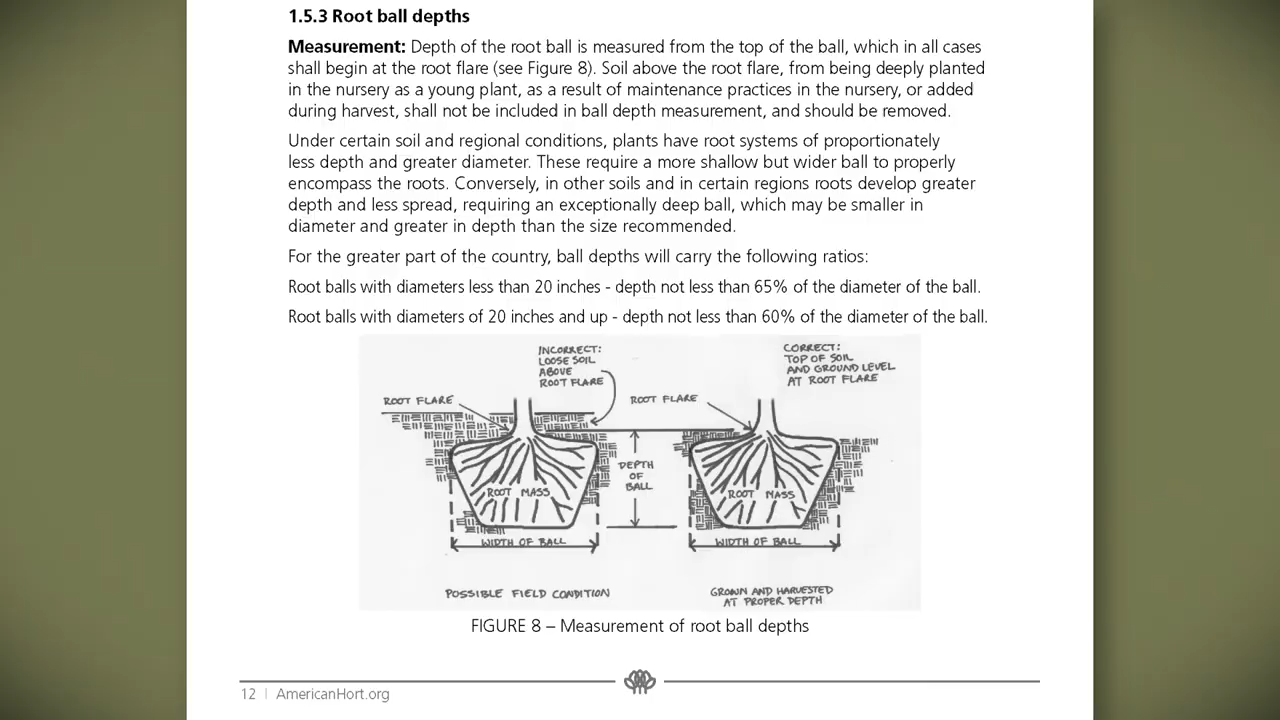 1.5.3 Root ball depths
Measurement: Depth of the root ball is measured from the top of the ball, which in all cases
shall begin at the root flare (see Figure 8). Soil above the root flare, from being deeply planted
in the nursery as a young plant, as a result of maintenance practices in the nursery, or added
during harvest, shall not be included in ball depth measurement, and should be removed.
Under certain soil and regional conditions, plants have root systems of proportionately
less depth and greater diameter. These require a more shallow but wider ball to properly
encompass the roots. Conversely, in other soils and in certain regions roots develop greater
depth and less spread, requiring an exceptionally deep ball, which may be smaller in
diameter and greater in depth than the size recommended.
For the greater part of the country, ball depths will carry the following ratios:
Root balls with diameters less than 20 inches - depth not less than 65% of the diameter of the ball.
Root balls with diameters of 20 inches and up - depth not less than 60% of the diameter of the ball.
INCORRECT:
LOOSE SOIL
ABOVE
ROOT FLARE
CORRECT:
TOP OF SOIL
AND GROUND LEVEL
AT ROOT FLARE
ROOT FLARE
ROOT FLARE
DEPTH
OF
BALL
ROOT MASS
ROOT MASS
WIDTH OF BALL
WIDTH OF BALL
POSSIBLE FIELD CONDITION
GROWN AND HARVESTED
AT PROPER DEPTH
FIGURE 8 – Measurement of root ball depths
12 | AmericanHort.org